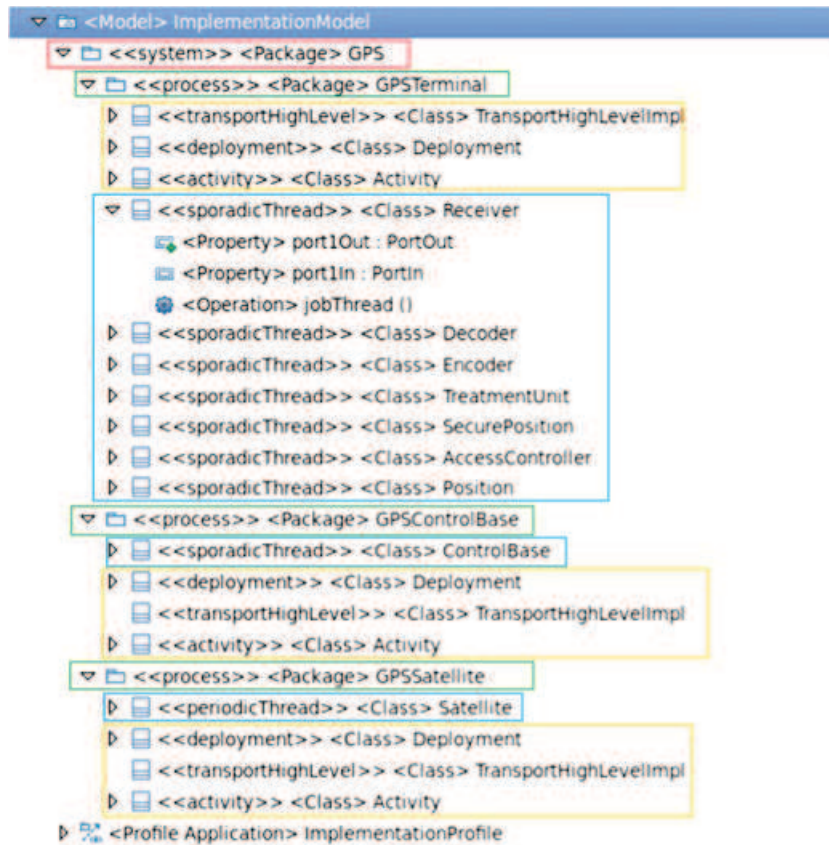 <Model> ImplementationModel
<<system>> <Package> GPS
<<process>> <Package> GPSTerminal
<<transportHighLevel>> <Class> TransportHighLevelImpl
<<deployment>> <Class> Deployment
<<activity>> <Class> Activity
<<sporadicThread>> <Class> Receiver
<Property> port1Out : PortOut
<Property> port1In : PortIn
<Operation> jobThread ()
<<sporadicThread>> <Class> Decoder
<<sporadicThread>> <Class> Encoder
<<sporadicThread>> <Class> TreatmentUnit
<<sporadicThread>> <Class> SecurePosition
<<sporadicThread>> <Class> AccessController
<<sporadicThread>> <Class> Position
<<process>> <Package> GPSControlBase
<<sporadicThread>> <Class> ControlBase
<<deployment>> <Class> Deployment
<<transportHighLevel>> <Class> TransportHighLevelImpl
<<activity>> <Class> Activity
<<process>> <Package> GPSSatellite
<<periodicThread>> <Class> Satellite
<<deployment>> <Class> Deployment
<<transportHighLevel>> <Class> TransportHighLevelImpl
<<activity>> <Class> Activity
<Profile Application> ImplementationProfile